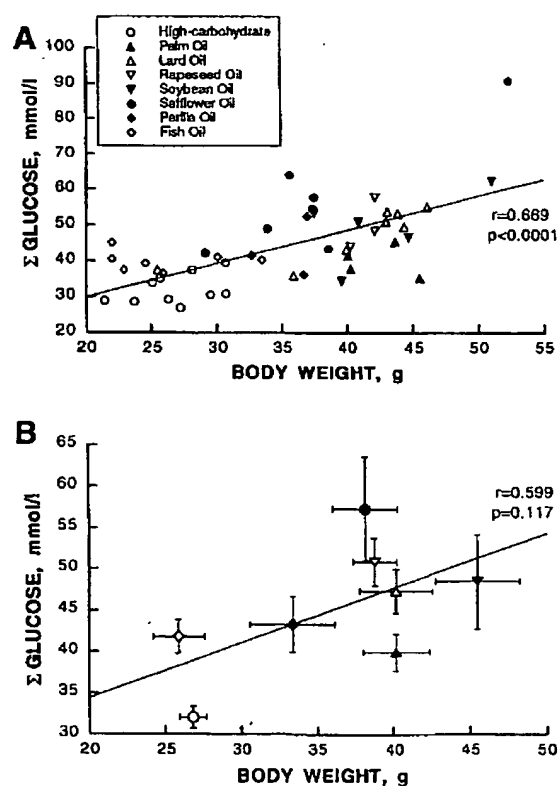 A
High-carbohydrate
Palm Oil
Lard Oil
Rapeseed Oil
Soybean Oil
Safflower Oil
Perilla Oil
Fish Oil
Σ GLUCOSE, mmol/l
100
90
80
70
60
50
40
30
20
r=0.669
p<0.0001
20 25 30 35 40 45 50 55
BODY WEIGHT, g
B
Σ GLUCOSE, mmol/l
65
60
55
50
45
40
35
30
r=0.599
p=0.117
20 25 30 35 40 45 50
BODY WEIGHT, g